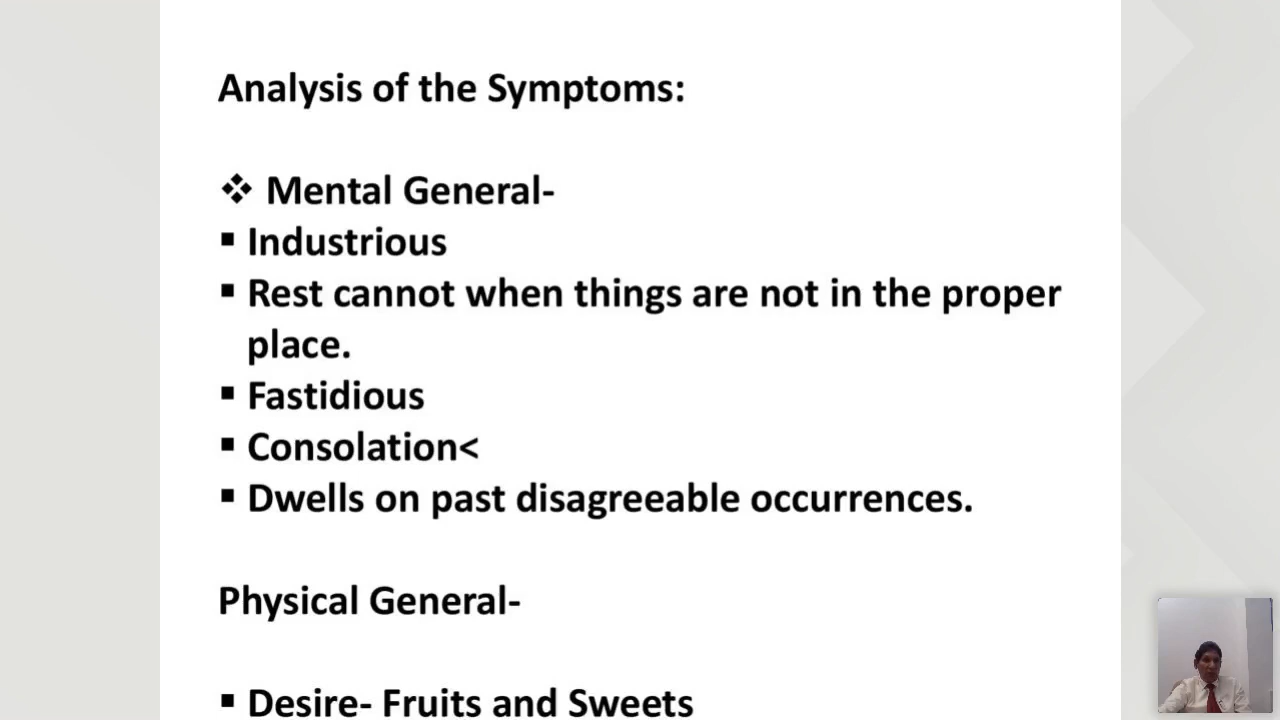 Analysis of the Symptoms:
❖ Mental General-
▪ Industrious
▪ Rest cannot when things are not in the proper
place.
▪ Fastidious
▪ Consolation<
▪ Dwells on past disagreeable occurrences.
Physical General-
▪ Desire- Fruits and Sweets